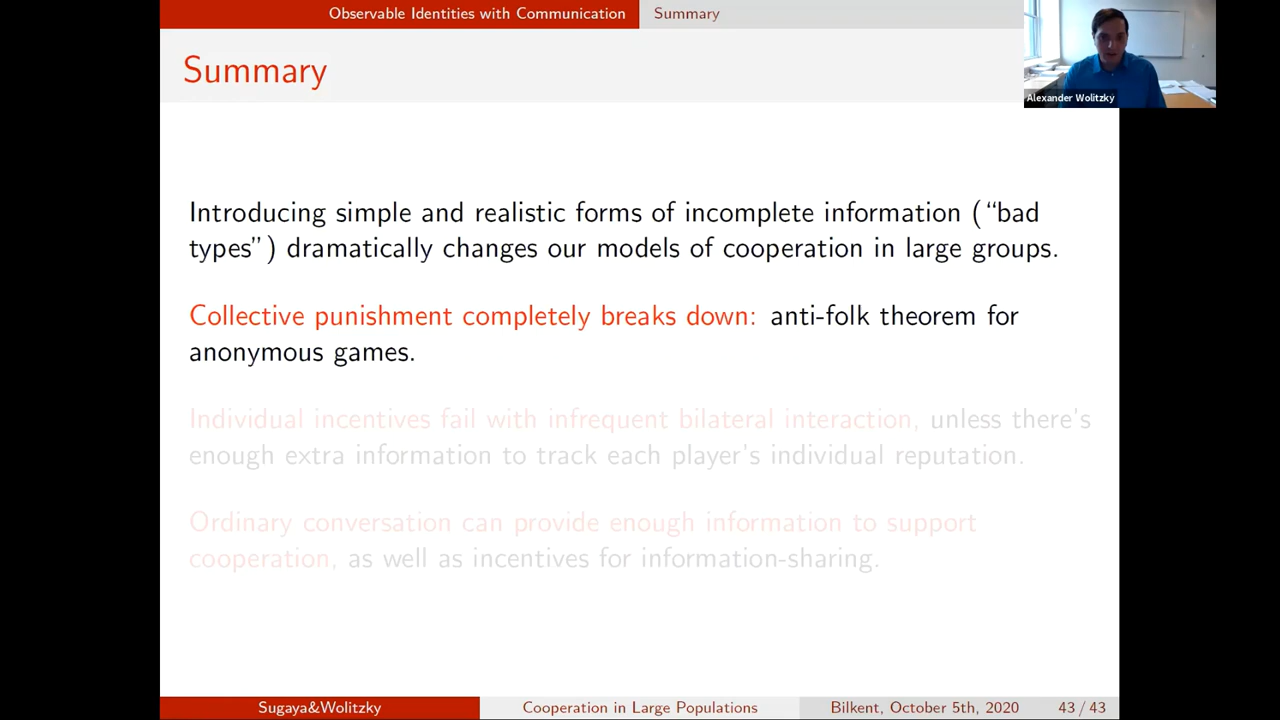 Observable Identities with Communication Summary
Summary
Alexander Wolitzky
Introducing simple and realistic forms of incomplete information (“bad
types”) dramatically changes our models of cooperation in large groups.
Collective punishment completely breaks down: anti-folk theorem for
anonymous games.
Individual incentives fail with infrequent bilateral interaction, unless there's
enough extra information to track each player's individual reputation.
Ordinary conversation can provide enough information to support
cooperation, as well as incentives for information-sharing.
Sugaya&Wolitzky Cooperation in Large Populations Bilkent, October 5th, 2020 43 / 43